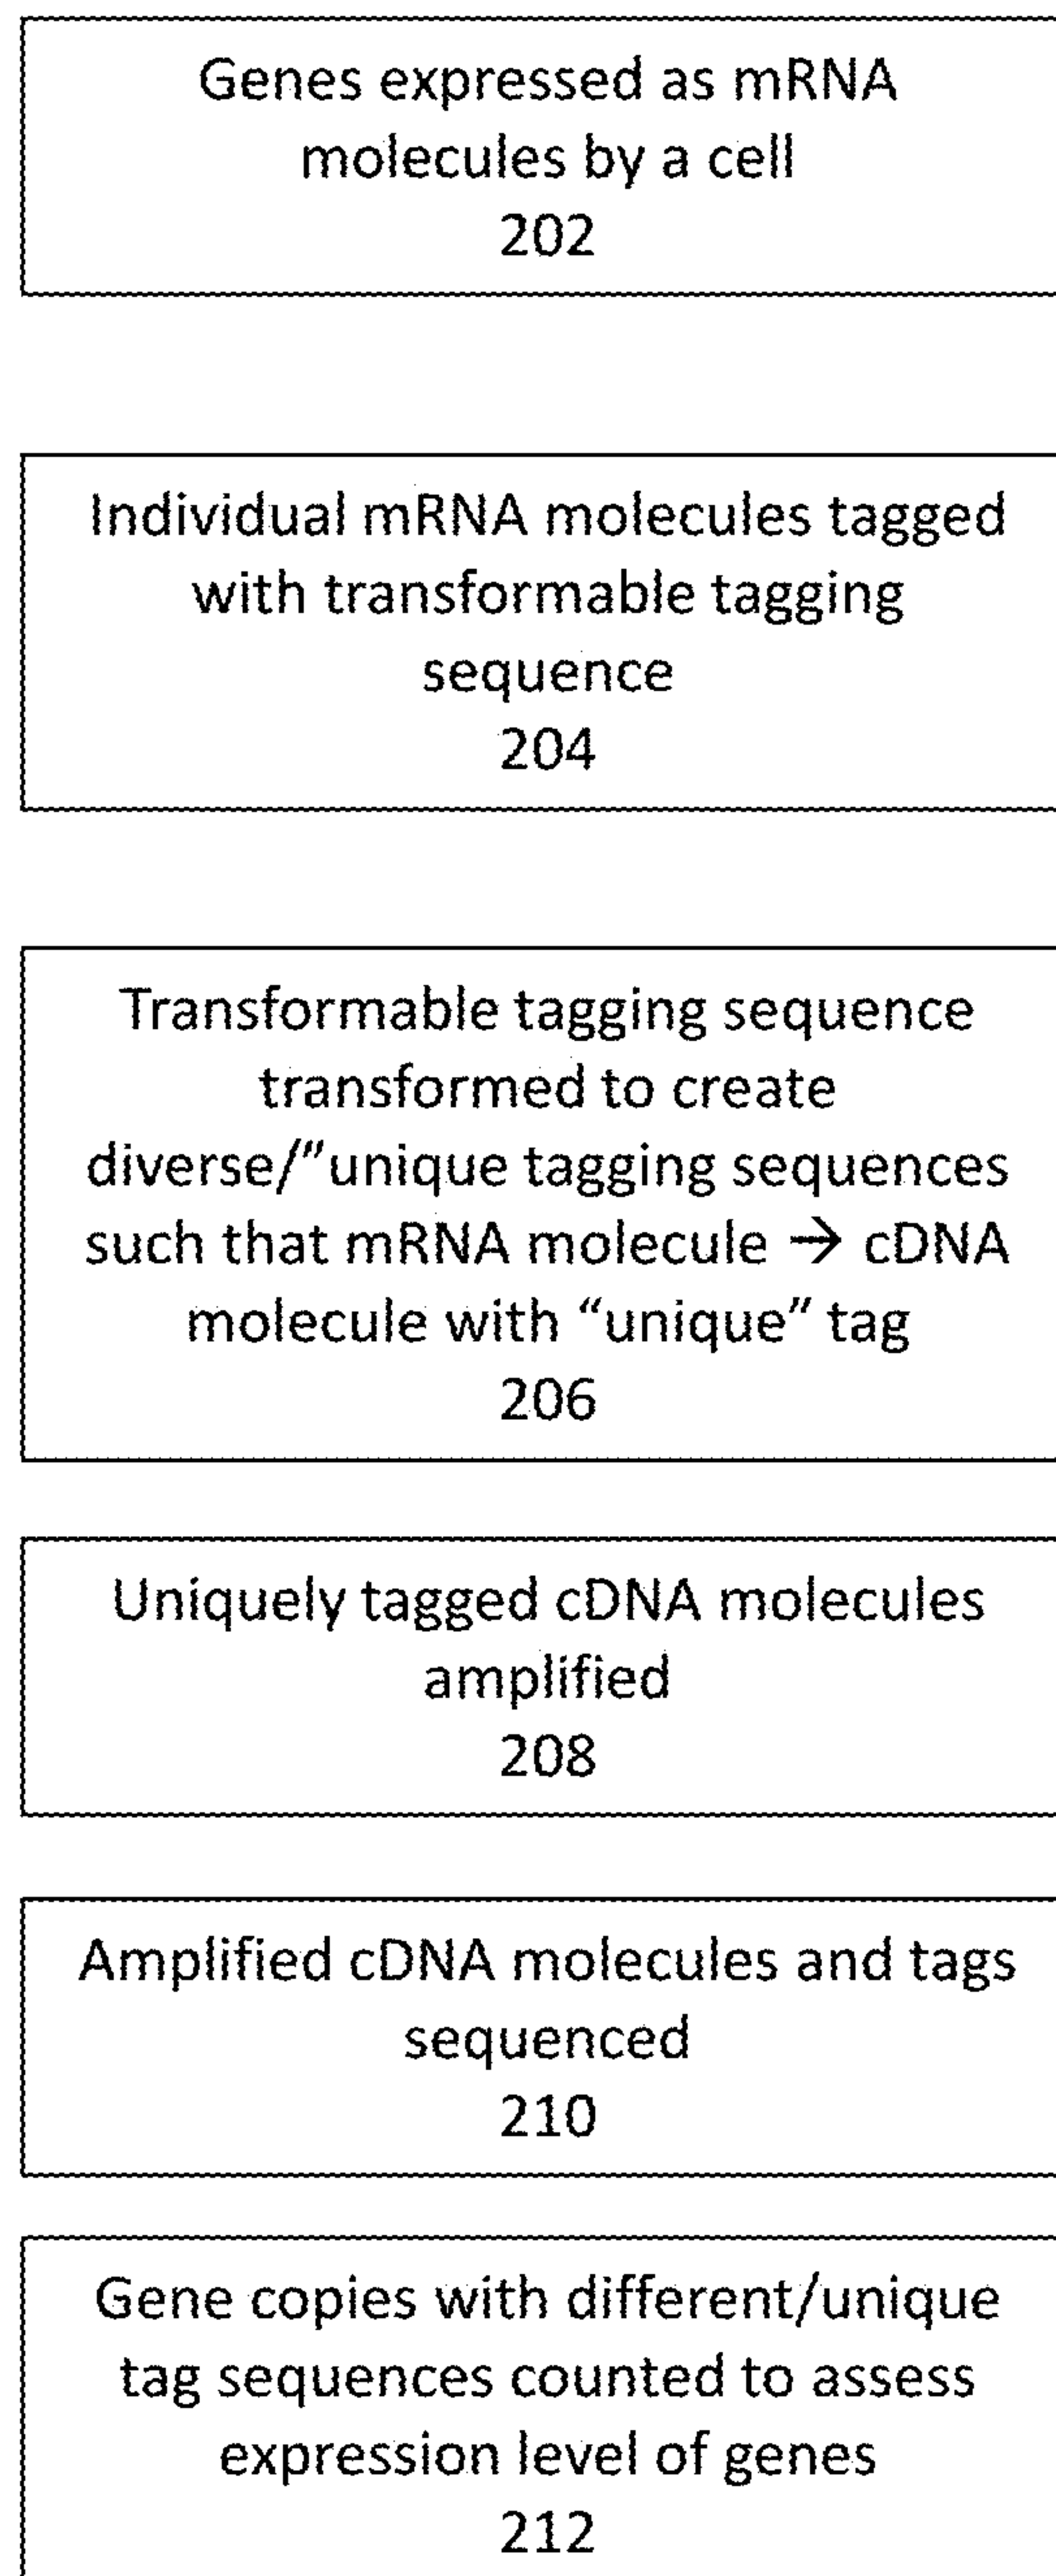 Genes expressed as mRNA
molecules by a cell
202
Individual mRNA molecules tagged
with transformable tagging
sequence
204
Transformable tagging sequence
transformed to create
diverse/"unique tagging sequences
such that mRNA molecule → cDNA
molecule with “unique” tag
206
Uniquely tagged cDNA molecules
amplified
208
Amplified cDNA molecules and tags
sequenced
210
Gene copies with different/unique
tag sequences counted to assess
expression level of genes
212